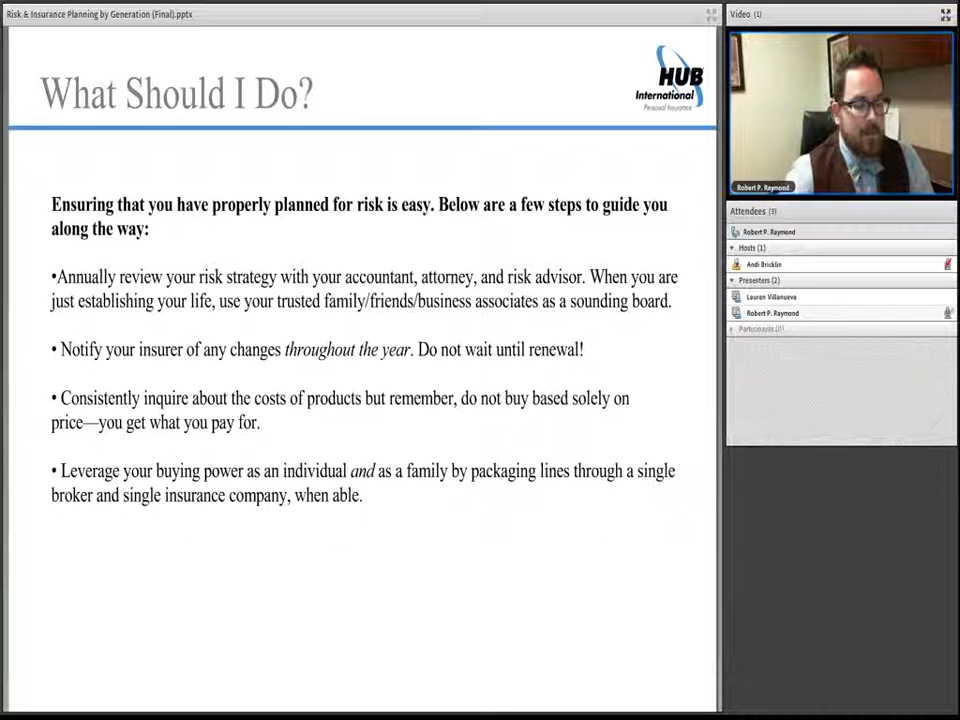 Risk & Insurance Planning by Generation (Final).pptx
What Should I Do?
HUB
International
Personal Insurance
Ensuring that you have properly planned for risk is easy. Below are a few steps to guide you
along the way:
•Annually review your risk strategy with your accountant, attorney, and risk advisor. When you are
just establishing your life, use your trusted family/friends/business associates as a sounding board.
• Notify your insurer of any changes throughout the year. Do not wait until renewal!
• Consistently inquire about the costs of products but remember, do not buy based solely on
price—you get what you pay for.
• Leverage your buying power as an individual and as a family by packaging lines through a single
broker and single insurance company, when able.
Video (1)
Robert P. Raymond
Attendees (3)
Robert P. Raymond
Hosts (1)
Andi Bricklin
Presenters (2)
Lauren Villanueva
Robert P. Raymond
Participants (0)